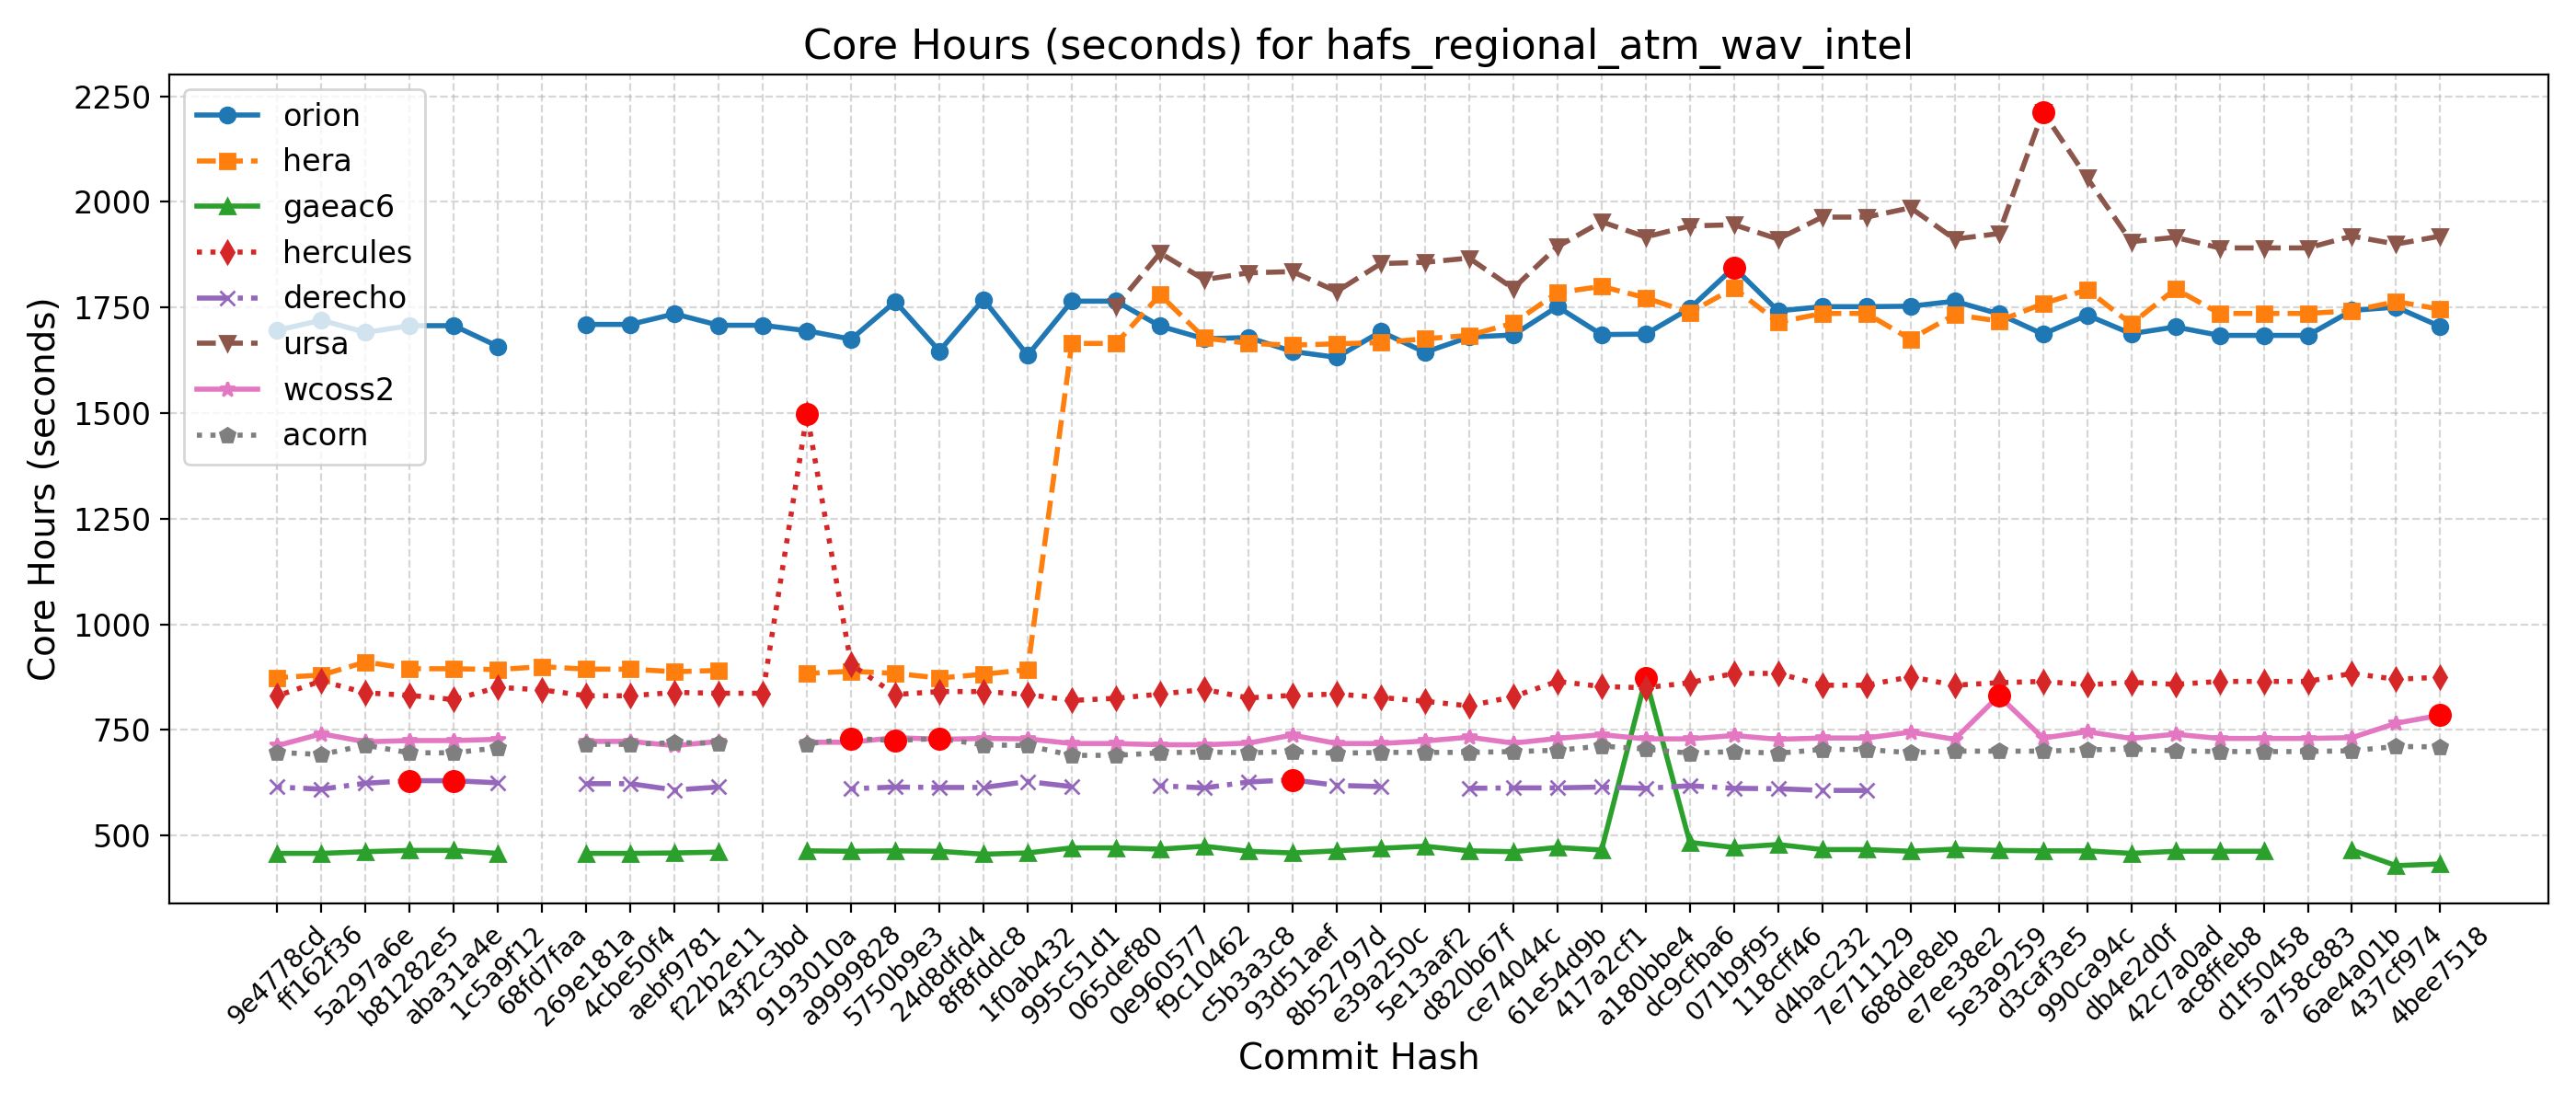 Core Hours (seconds) for hafs_regional_atm_wav_intel
Core Hours (seconds)
2250
2000
1750
1500
1250
1000
750
500
orion
hera
gaeac6
hercules
derecho
ursa
wcoss2
acorn
9e4778cd
ff162f36
5a297a6e
b81282e5
aba31a4e
1c5a9f12
68fd7faa
269e181a
4cbe50f4
aebf9781
f22b2e11
43f2c3bd
9193010a
a9999828
5750b9e3
24d8dfd4
8f8fddc8
1f0ab432
995c51d1
065def80
0e960577
f9c10462
c5b3a3c8
93d51aef
8b52797d
e39a250c
5e13aaf2
d820b67f
ce74044c
61e54d9b
417a2cf1
a180bbe4
dc9cfba6
071b9f95
118cff46
d4bac232
7e711129
688de8eb
e7ee38e2
5e3a9259
d3caf3e5
990ca94c
db4e2d0f
42c7a0ad
ac8ffeb8
d1f50458
a758c883
6ae4a01b
437cf974
4bee7518
Commit Hash